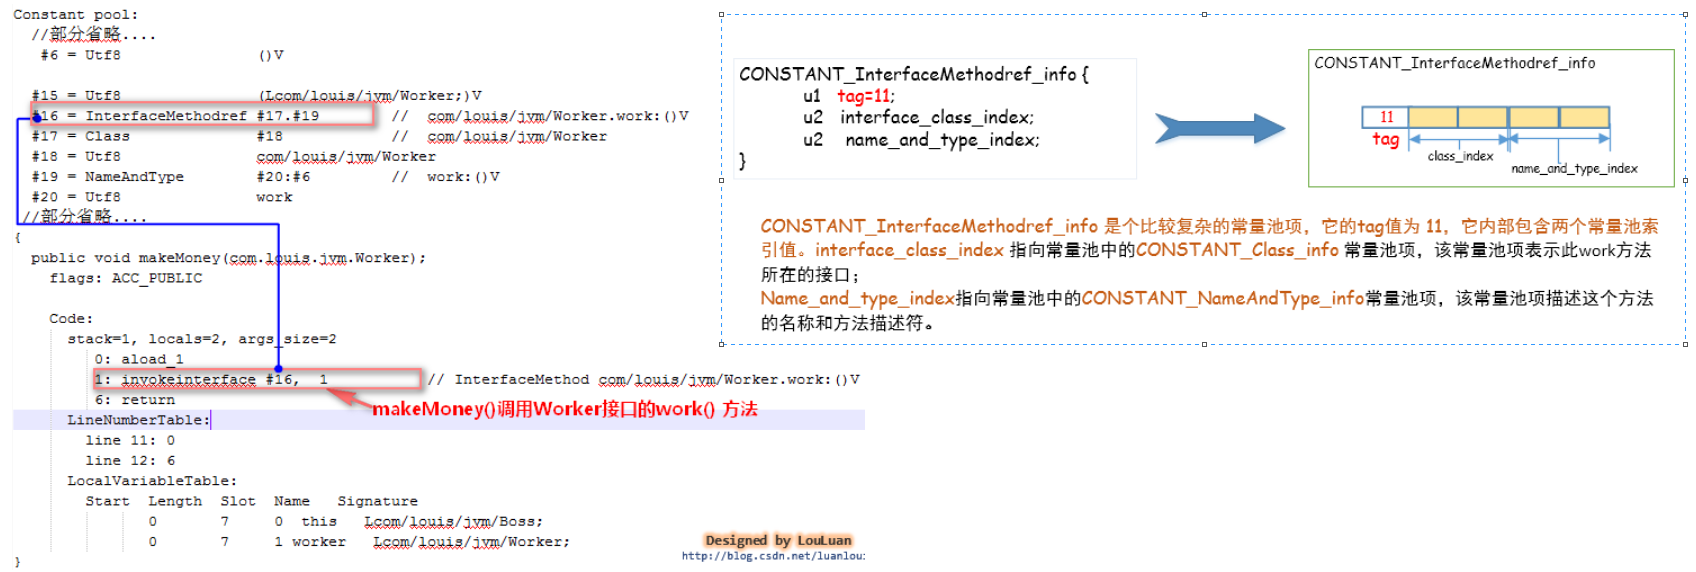 Constant pool:
//部分省略....
#6 = Utf8 ()V
#15 = Utf8 (Lcom/louis/jvm/Worker;)V
#16 = InterfaceMethodref #17.#19 // com/louis/jvm/Worker.work:()V
#17 = Class #18 // com/louis/jvm/Worker
#18 = Utf8 com/louis/jvm/Worker
#19 = NameAndType #20:#6 // work:()V
#20 = Utf8 work
//部分省略....
{
public void makeMoney(com.louis.jvm.Worker);
flags: ACC_PUBLIC
Code:
stack=1, locals=2, args_size=2
0: aload_1
1: invokeinterface #16, 1 // InterfaceMethod com/louis/jvm/Worker.work:()V
6: return
makeMoney()调用Worker接口的work() 方法
LineNumberTable:
line 11: 0
line 12: 6
LocalVariableTable:
Start Length Slot Name Signature
0 7 0 this Lcom/louis/jvm/Boss;
0 7 1 worker Lcom/louis/jvm/Worker;
}
CONSTANT_InterfaceMethodref_info {
u1 tag=11;
u2 interface_class_index;
u2 name_and_type_index;
}
CONSTANT_InterfaceMethodref_info
11
tag
class_index
name_and_type_index
CONSTANT_InterfaceMethodref_info 是个比较复杂的常量池项，它的tag值为 11，它内部包含两个常量池索
引值。interface_class_index 指向常量池中的CONSTANT_Class_info 常量池项，该常量池项表示此work方法
所在的接口；
Name_and_type_index指向常量池中的CONSTANT_NameAndType_info常量池项，该常量池项描述这个方法
的名称和方法描述符。
Designed by LouLuan
http://blog.csdn.net/luanlou